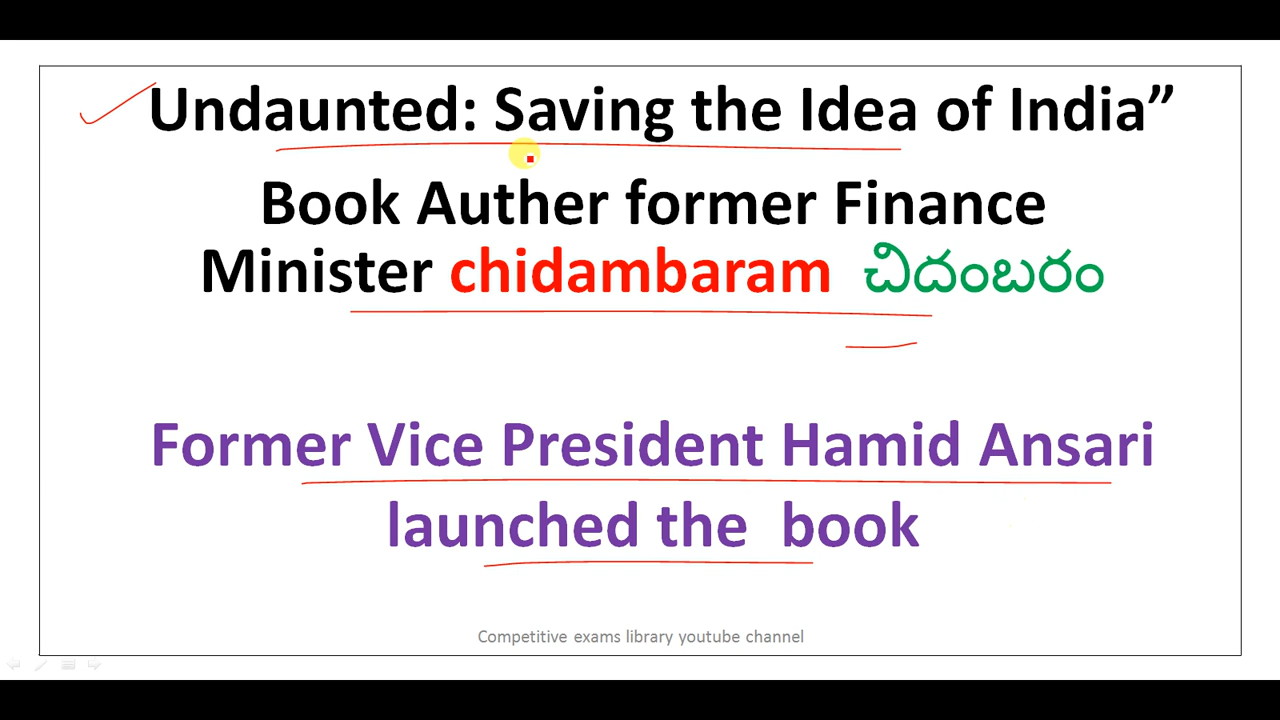 Undaunted: Saving the Idea of India”
Book Auther former Finance
Minister chidambaram చిదంబరం
Former Vice President Hamid Ansari
launched the book
Competitive exams library youtube channel